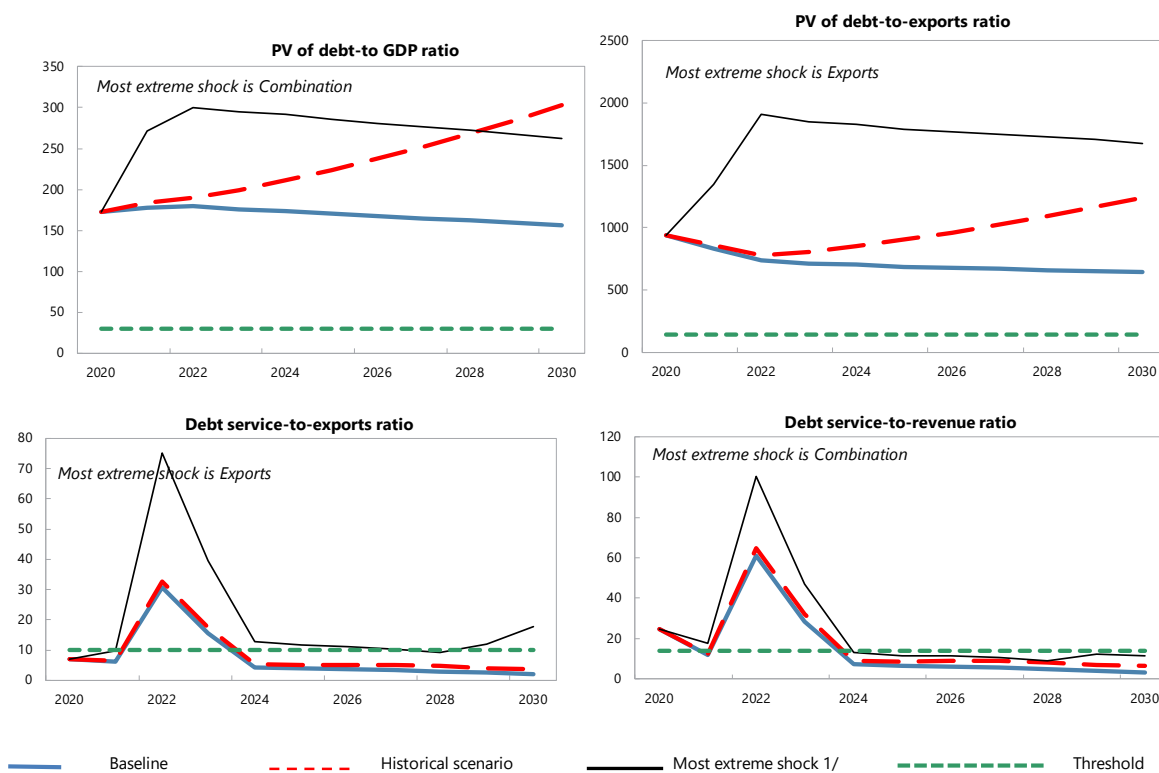 PV of debt-to GDP ratio
Most extreme shock is Combination
350
300
250
200
150
100
50
0
2020 2022 2024 2026 2028 2030
PV of debt-to-exports ratio
Most extreme shock is Exports
2500
2000
1500
1000
500
0
2020 2022 2024 2026 2028 2030
Debt service-to-exports ratio
Most extreme shock is Exports
80
70
60
50
40
30
20
10
0
2020 2022 2024 2026 2028 2030
Debt service-to-revenue ratio
Most extreme shock is Combination
120
100
80
60
40
20
0
2020 2022 2024 2026 2028 2030
Baseline Historical scenario Most extreme shock 1/ Threshold